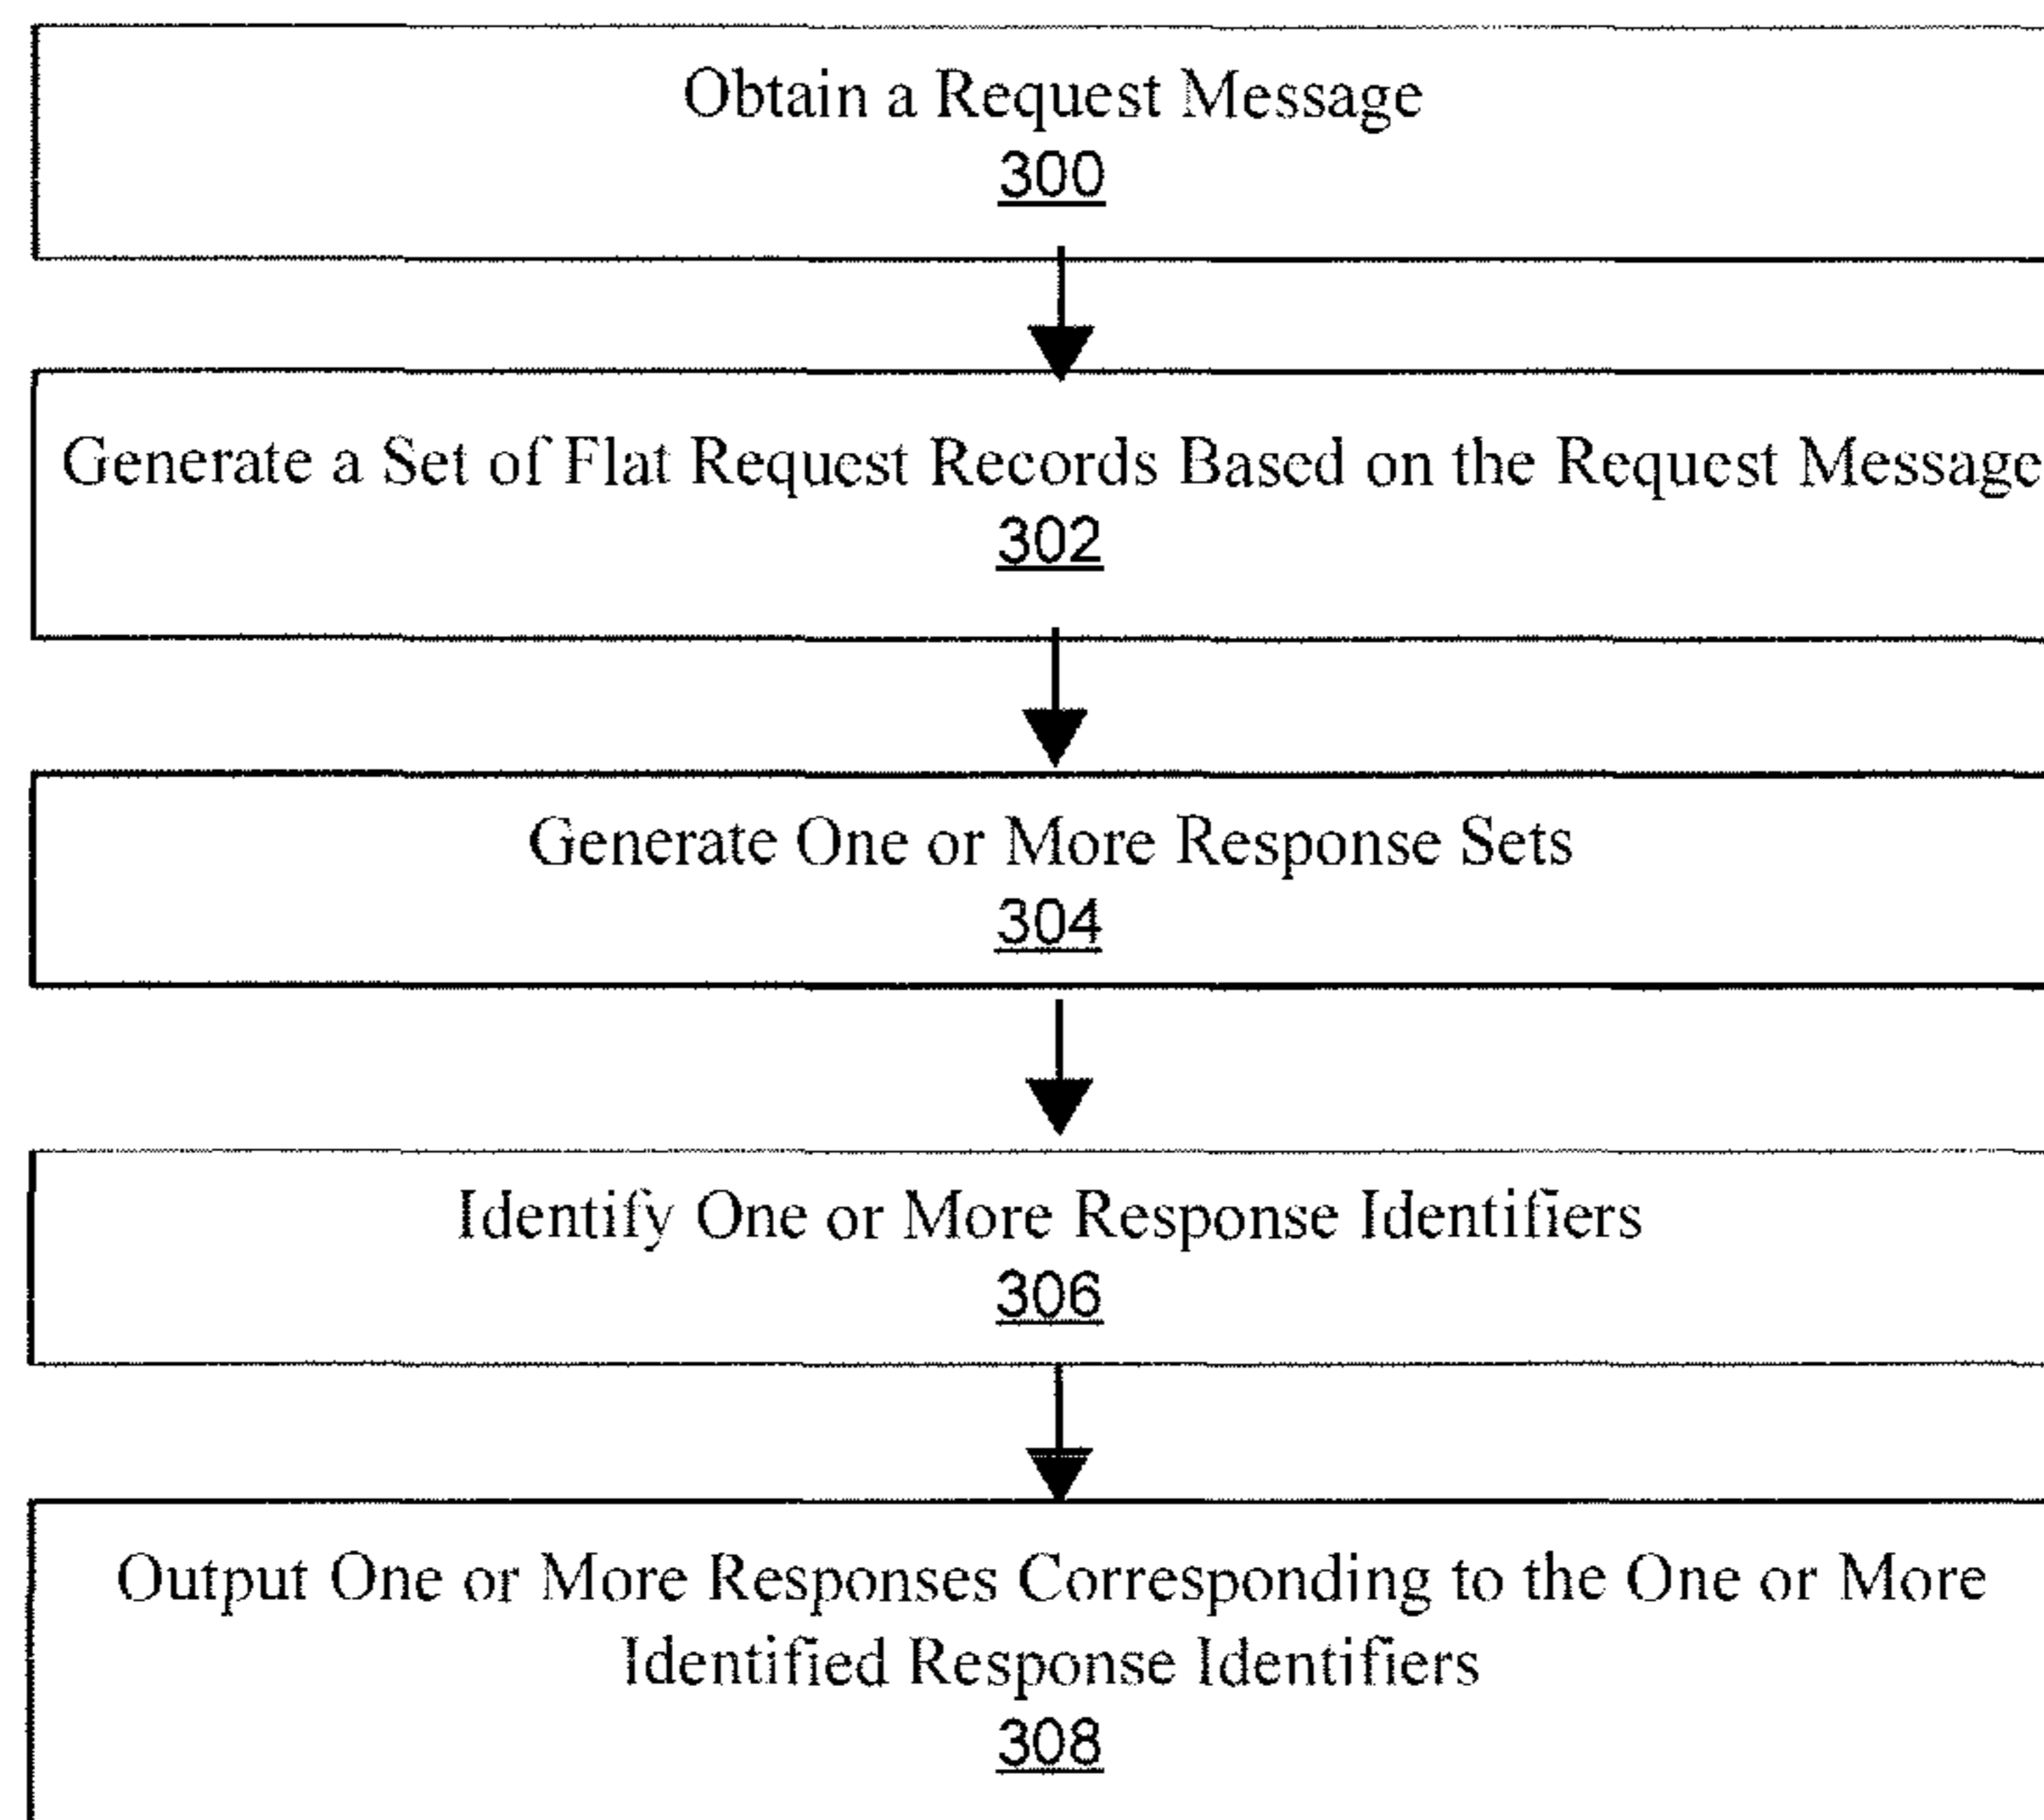 Obtain a Request Message
300
Generate a Set of Flat Request Records Based on the Request Message
302
Generate One or More Response Sets
304
Identify One or More Response Identifiers
306
Output One or More Responses Corresponding to the One or More
Identified Response Identifiers
308